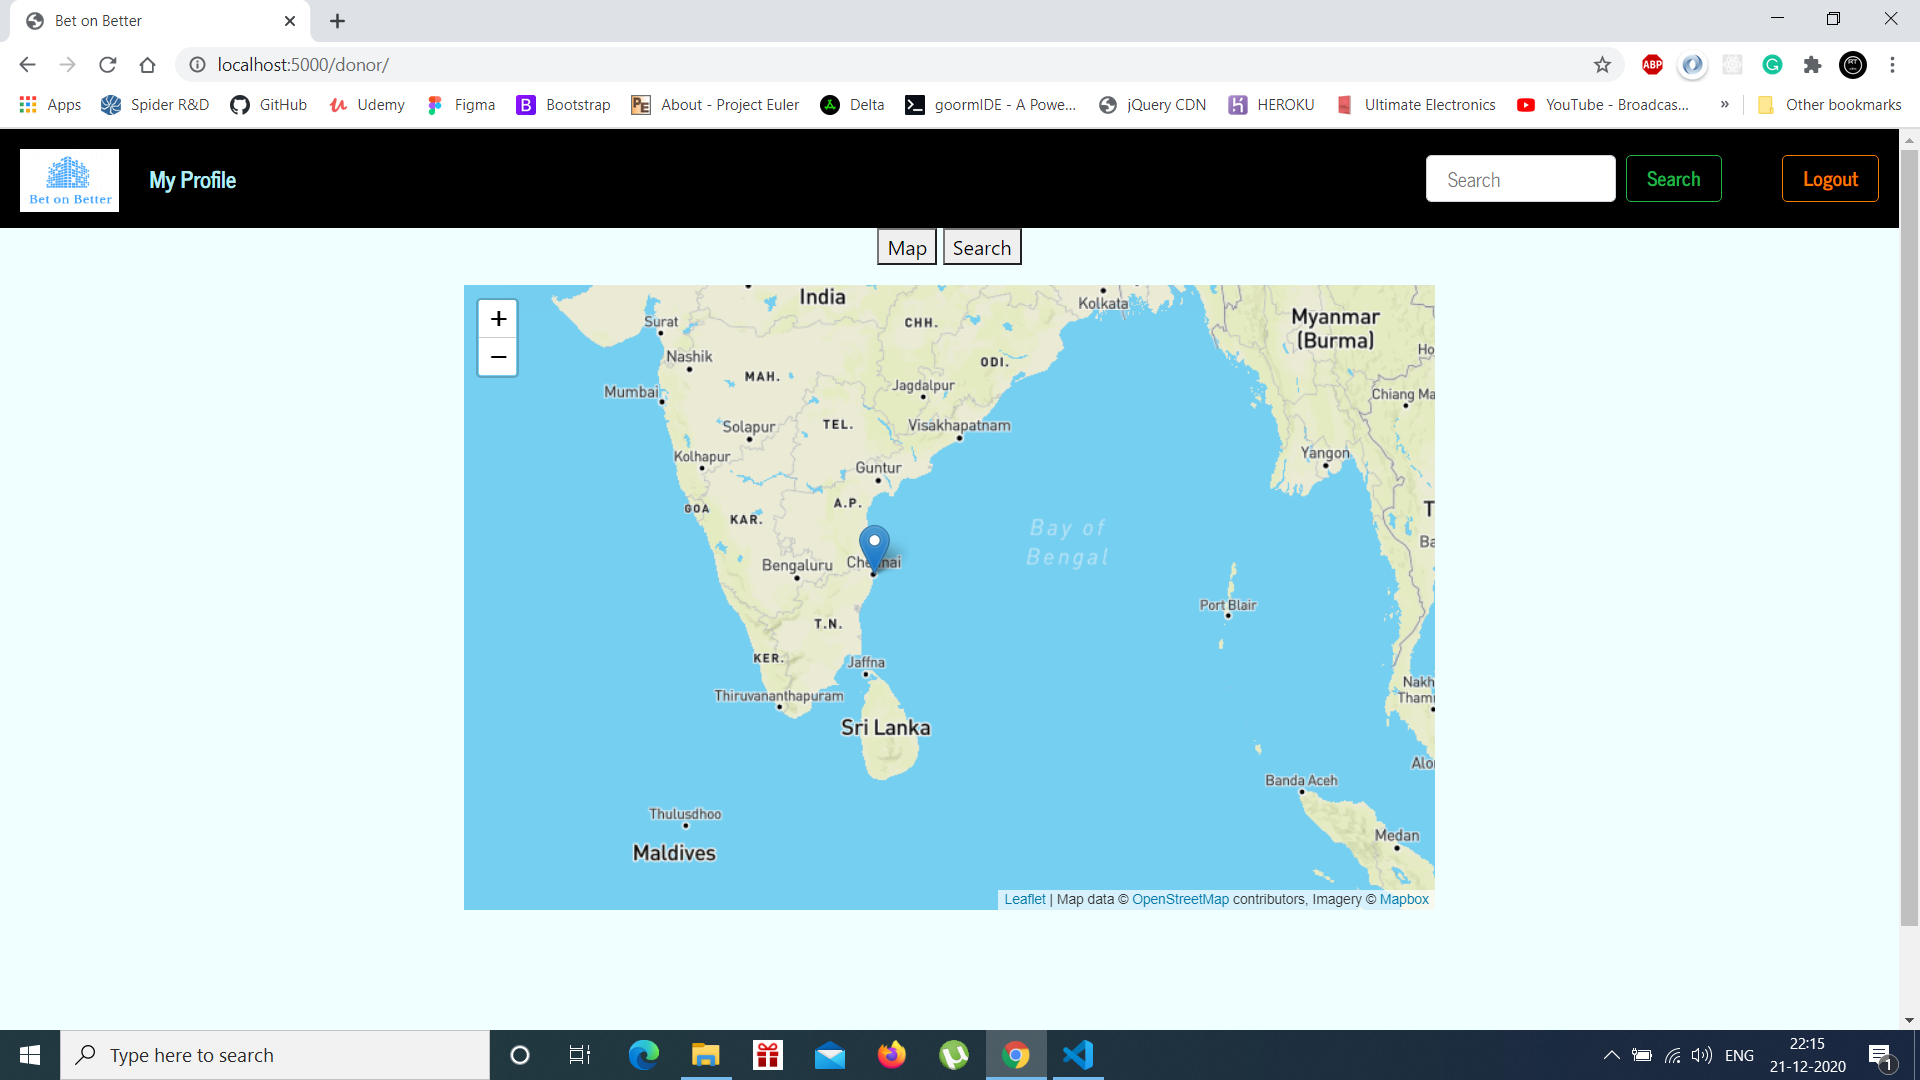 Bet on Better
localhost:5000/donor/
ABP
Apps Spider R&D GitHub Udemy Figma Bootstrap About - Project Euler Delta goormIDE - A Powe... jQuery CDN HEROKU Ultimate Electronics YouTube - Broadcas... » Other bookmarks
Bet on Better
My Profile
Search
Search
Logout
Map Search
+
−
India
Kolkata
Myanmar
(Burma)
Surat
CHH.
Nashik
ODI.
Ho
MAH.
Jagdalpur
Mumbai
Chiang Ma
Solapur
TEL.
Visakhapatnam
Kolhapur
Guntur
Yangon
GOA
A.P.
T
KAR.
Bay of
Bengal
Ba
Bengaluru
Port Blair
T.N.
KER.
Jaffna
Nakh
Tham
Thiruvananthapuram
Sri Lanka
Alo
Banda Aceh
Thulusdhoo
Medan
Maldives
Leaflet | Map data © OpenStreetMap contributors, Imagery © Mapbox
Type here to search
ENG
22:15
21-12-2020
1